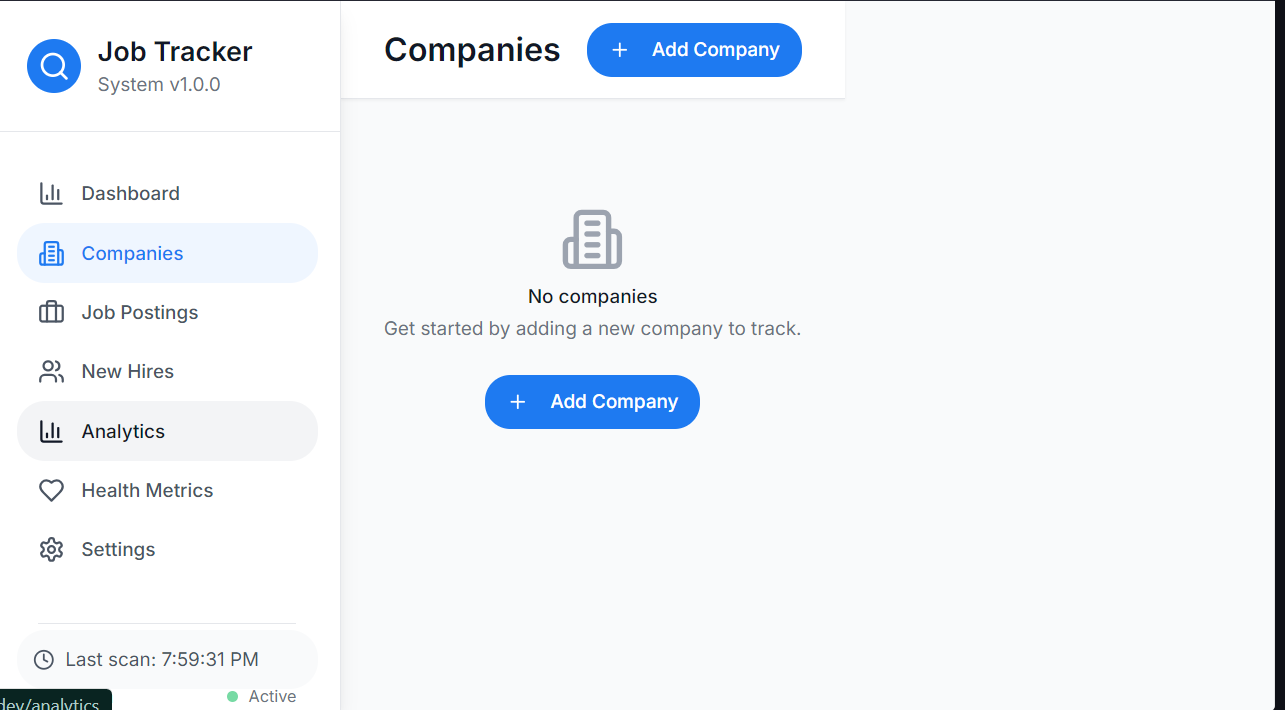 Job Tracker
System v1.0.0
Dashboard
Companies
Job Postings
New Hires
Analytics
Health Metrics
Settings
Last scan: 7:59:31 PM
Active
dev/analytics
Companies
+ Add Company
No companies
Get started by adding a new company to track.
+ Add Company